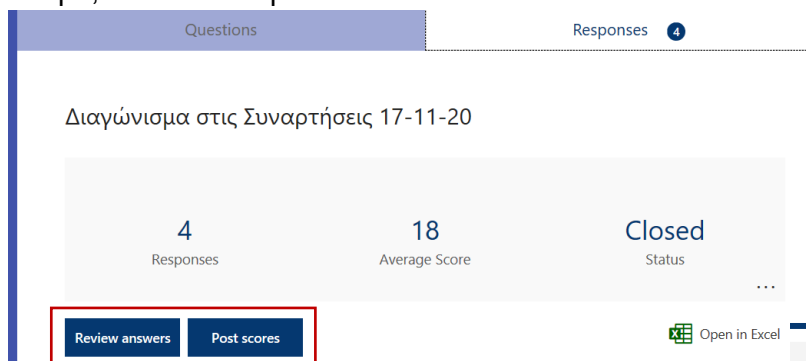 Questions
Responses 4
Διαγώνισμα στις Συναρτήσεις 17-11-20
4
Responses
18
Average Score
Closed
Status
...
Review answers
Post scores
Open in Excel